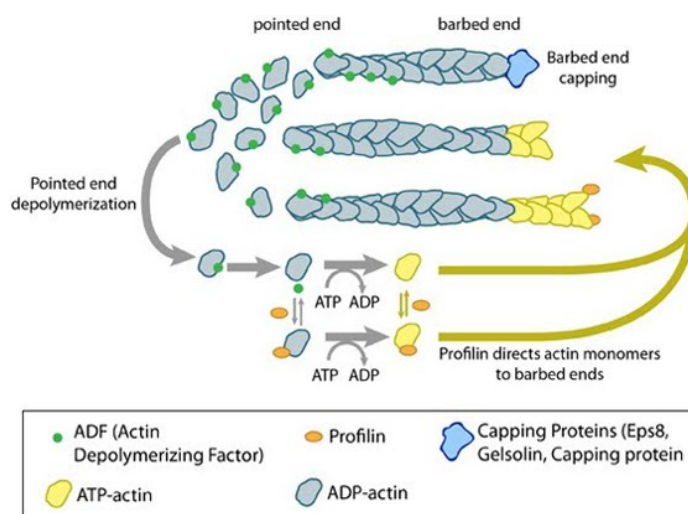 pointed end
barbed end
Barbed end
capping
Pointed end
depolymerization
ATP
ADP
ATP
ADP
Profilin directs actin monomers
to barbed ends
ADF (Actin
Depolymerizing Factor)
Profilin
Capping Proteins (Eps8,
Gelsolin, Capping protein
ATP-actin
ADP-actin